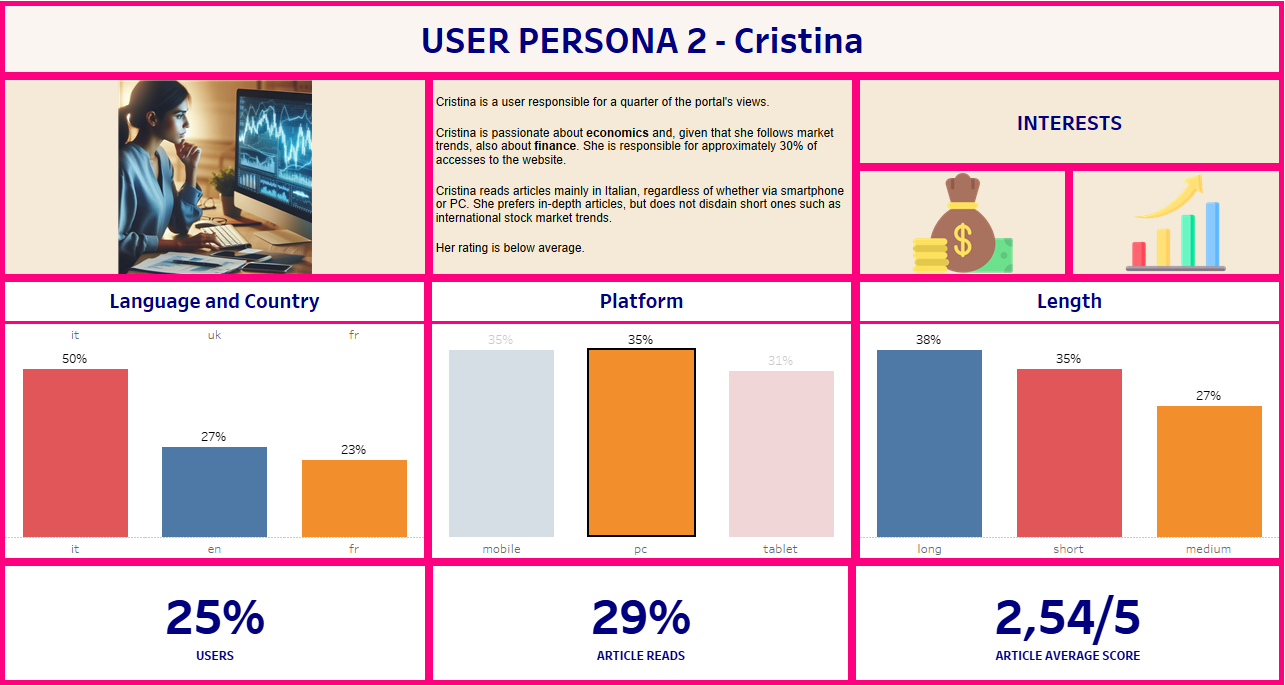 USER PERSONA 2 - Cristina
Cristina is a user responsible for a quarter of the portal's views.
Cristina is passionate about economics and, given that she follows market
trends, also about finance. She is responsible for approximately 30% of
accesses to the website.
Cristina reads articles mainly in Italian, regardless of whether via smartphone
or PC. She prefers in-depth articles, but does not disdain short ones such as
international stock market trends.
Her rating is below average.
INTERESTS
$
Language and Country
it uk fr
50%
27%
23%
it en fr
Platform
35% 35% 31%
mobile pc tablet
Length
38%
35%
27%
long short medium
25%
USERS
29%
ARTICLE READS
2,54/5
ARTICLE AVERAGE SCORE